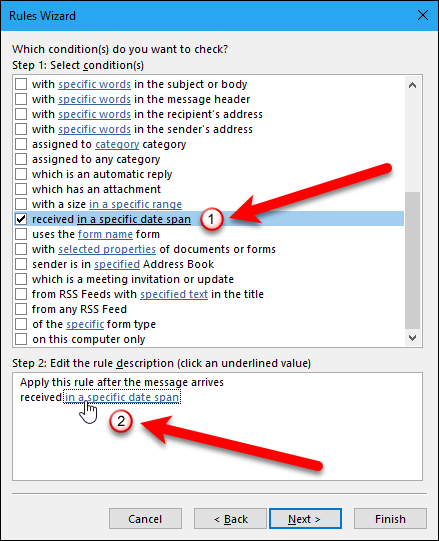 Rules Wizard
Which condition(s) do you want to check?
Step 1: Select condition(s)
with specific words in the subject or body
with specific words in the message header
with specific words in the recipient's address
with specific words in the sender's address
assigned to category category
assigned to any category
which is an automatic reply
which has an attachment
with a size in a specific range
received in a specific date span
1
uses the form name form
with selected properties of documents or forms
sender is in specified Address Book
which is a meeting invitation or update
from RSS Feeds with specified text in the title
from any RSS Feed
of the specific form type
on this computer only
Step 2: Edit the rule description (click an underlined value)
Apply this rule after the message arrives
received in a specific date span
2
Cancel
< Back
Next >
Finish